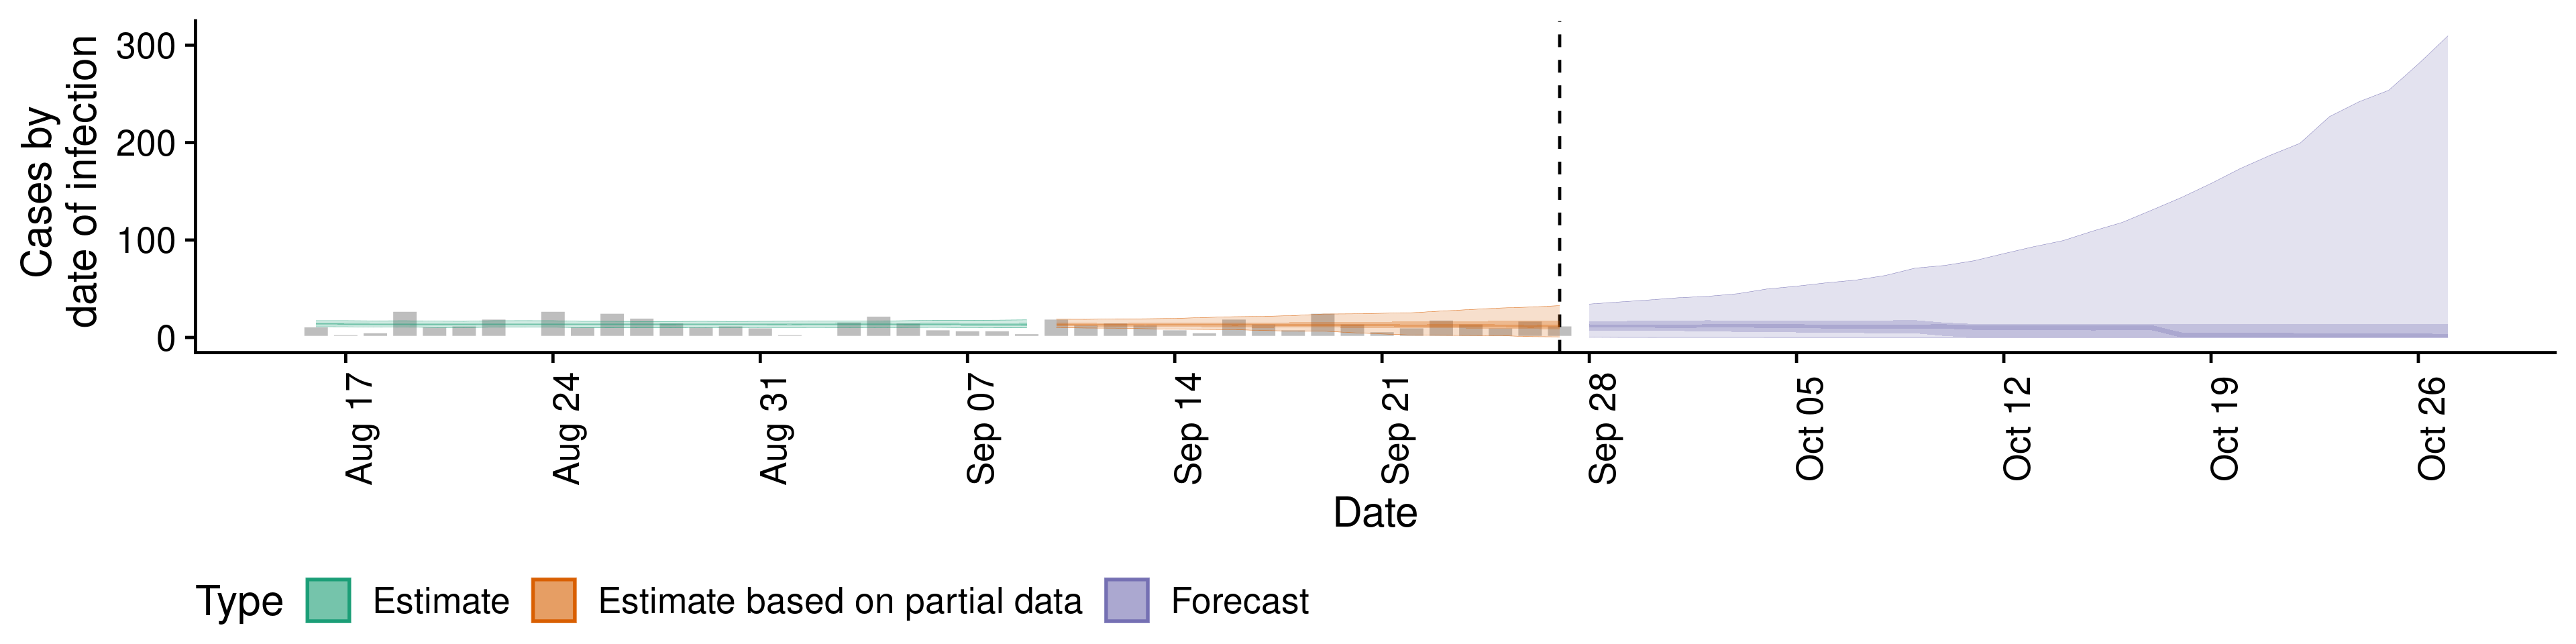 Cases by
date of infection
300
200
100
0
Aug 17
Aug 24
Aug 31
Sep 07
Sep 14
Sep 21
Sep 28
Oct 05
Oct 12
Oct 19
Oct 26
Date
Type Estimate Estimate based on partial data Forecast